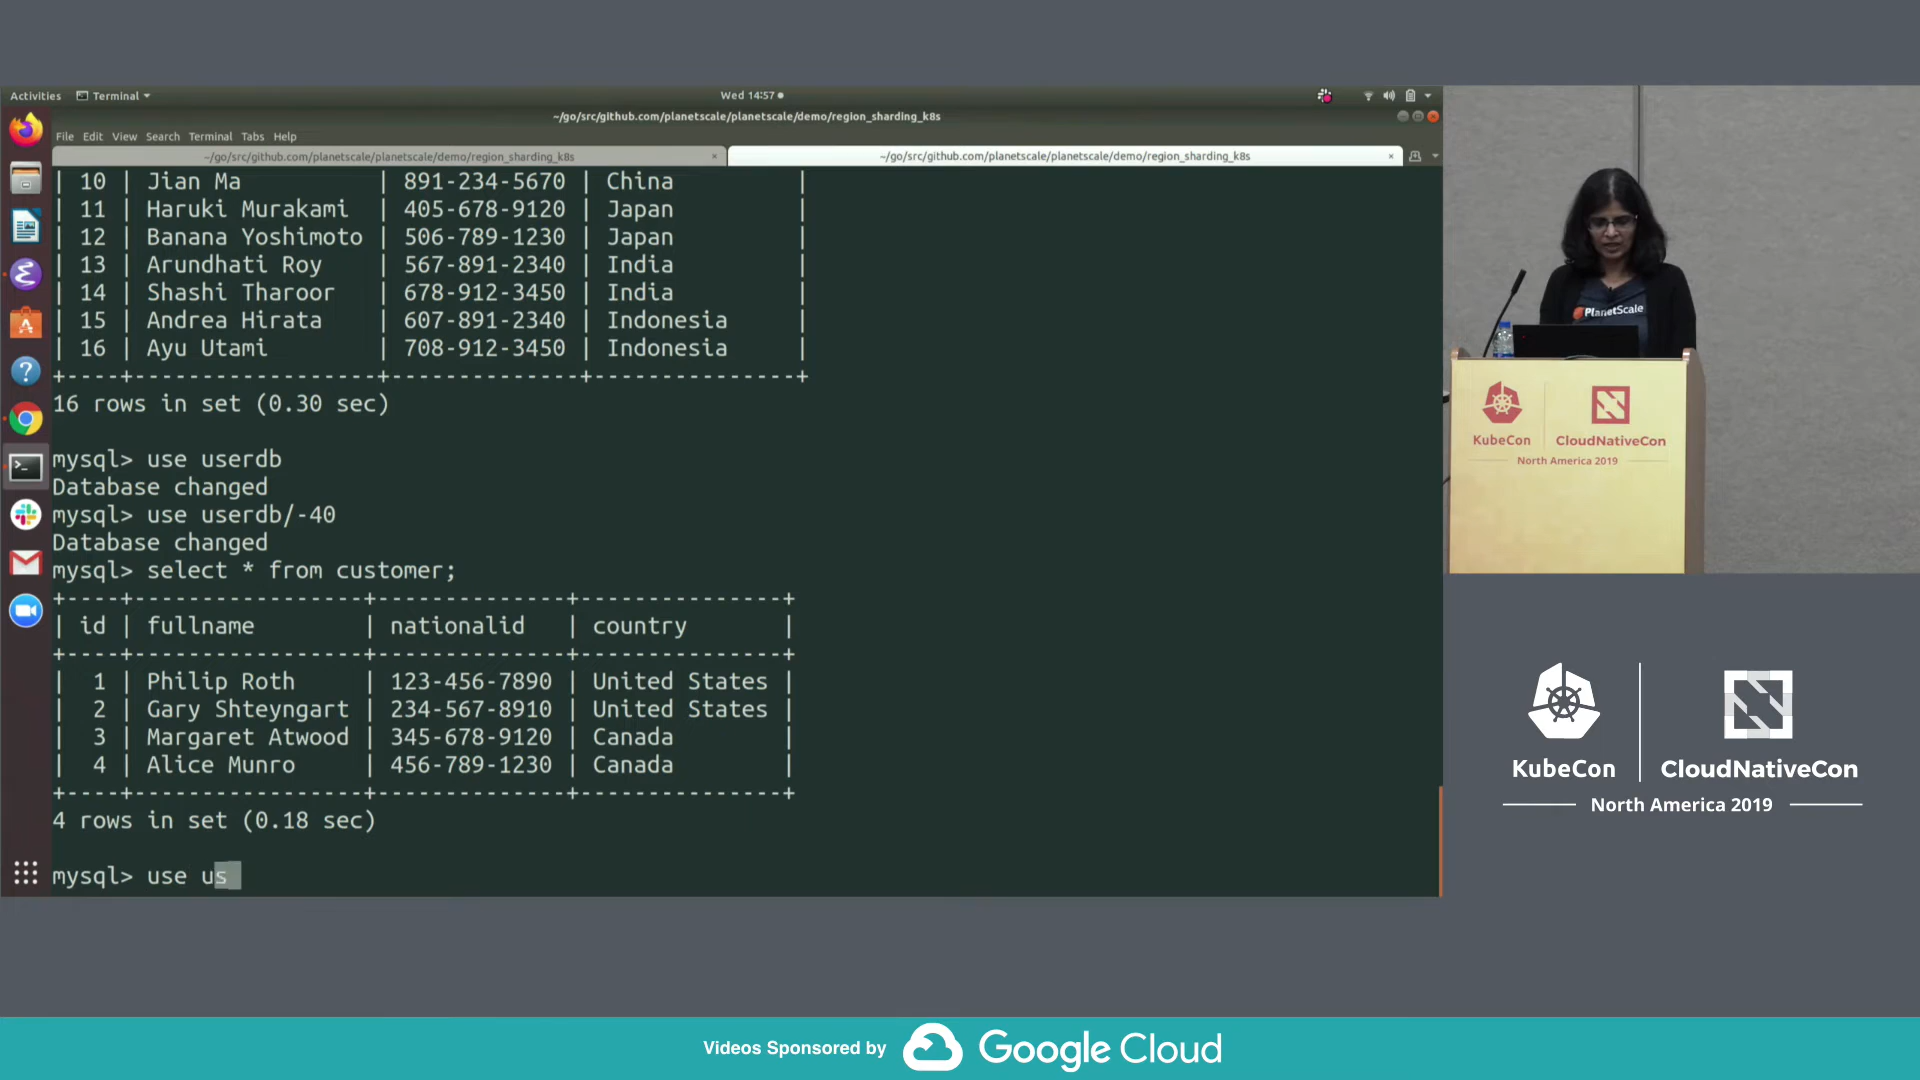 Activities Terminal Wed 14:57
~/go/src/github.com/planetscale/planetscale/demo/region_sharding_k8s
File Edit View Search Terminal Tabs Help
~/go/src/github.com/planetscale/planetscale/demo/region_sharding_k8s × ~/go/src/github.com/planetscale/planetscale/demo/region_sharding_k8s ×
| 10 | Jian Ma | 891-234-5670 | China |
| 11 | Haruki Murakami | 405-678-9120 | Japan |
| 12 | Banana Yoshimoto | 506-789-1230 | Japan |
| 13 | Arundhati Roy | 567-891-2340 | India |
| 14 | Shashi Tharoor | 678-912-3450 | India |
| 15 | Andrea Hirata | 607-891-2340 | Indonesia |
| 16 | Ayu Utami | 708-912-3450 | Indonesia |
+----+------------------+--------------+---------------+
16 rows in set (0.30 sec)
mysql> use userdb
Database changed
mysql> use userdb/-40
Database changed
mysql> select * from customer;
+----+-----------------+--------------+---------------+
| id | fullname | nationalid | country |
+----+-----------------+--------------+---------------+
| 1 | Philip Roth | 123-456-7890 | United States |
| 2 | Gary Shteyngart | 234-567-8910 | United States |
| 3 | Margaret Atwood | 345-678-9120 | Canada |
| 4 | Alice Munro | 456-789-1230 | Canada |
+----+-----------------+--------------+---------------+
4 rows in set (0.18 sec)
mysql> use us
PlanetScale
KubeCon CloudNativeCon
North America 2019
KubeCon CloudNativeCon
North America 2019
Videos Sponsored by Google Cloud